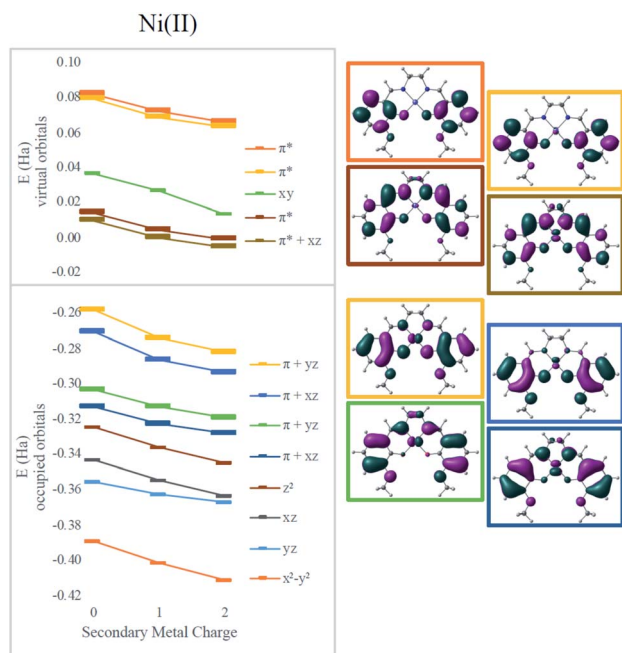 Ni(II)
E (Ha)
virtual orbitals
0.10
0.08
0.06
0.04
0.02
0.00
-0.02
π*
π*
xy
π*
π* + xz
E (Ha)
occupied orbitals
-0.26
-0.28
-0.30
-0.32
-0.34
-0.36
-0.38
-0.40
-0.42
π + yz
π + xz
π + yz
π + xz
z²
xz
yz
x²-y²
0 1 2
Secondary Metal Charge